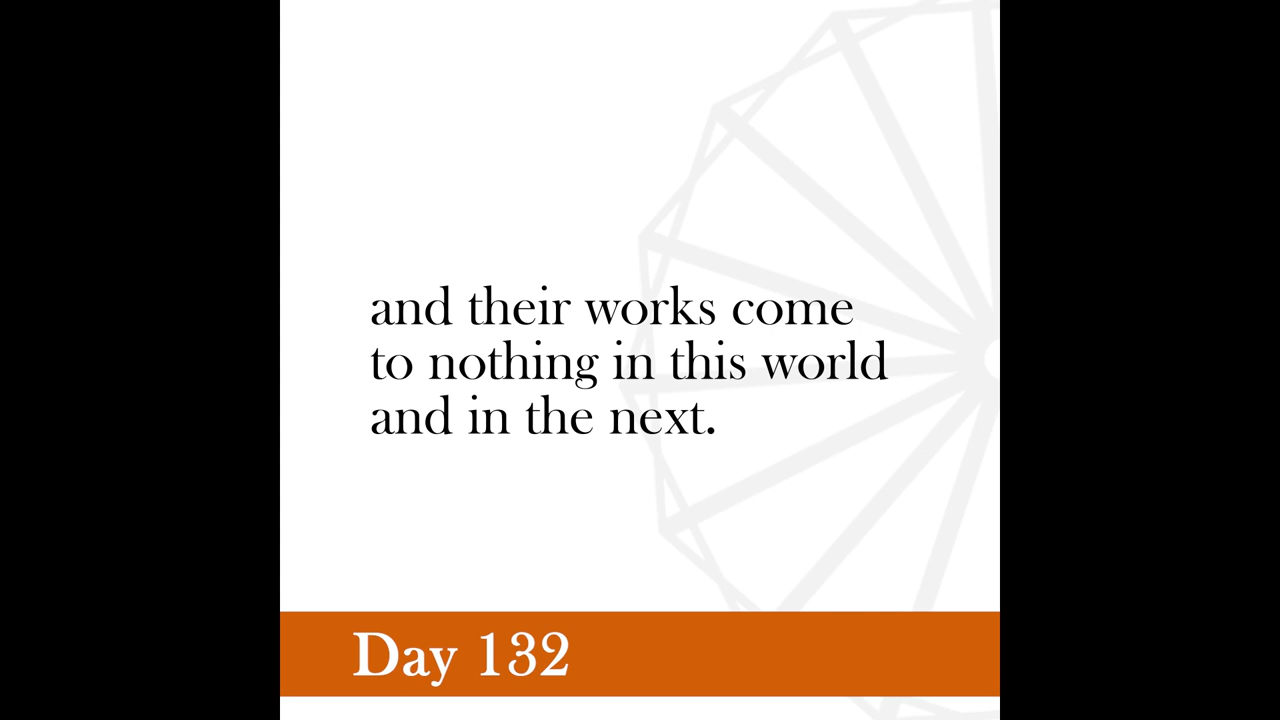 and their works come
to nothing in this world
and in the next.
Day 132